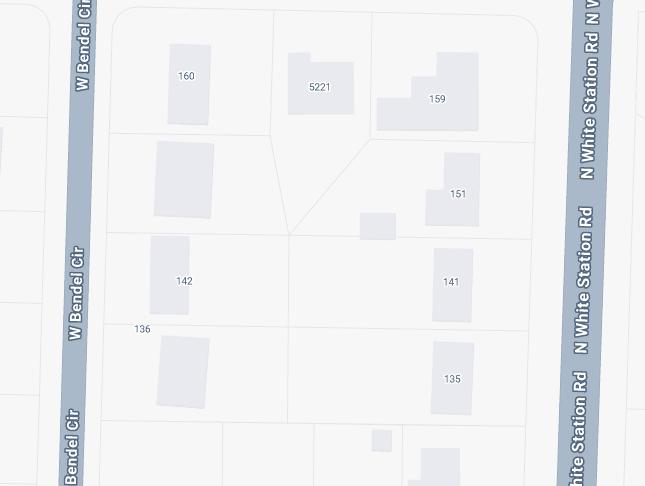 W Bendel Cir
N White Station Rd
160
5221
159
151
W Bendel Cir
N White Station Rd
142
141
136
135
Bendel Cir
White Station Rd